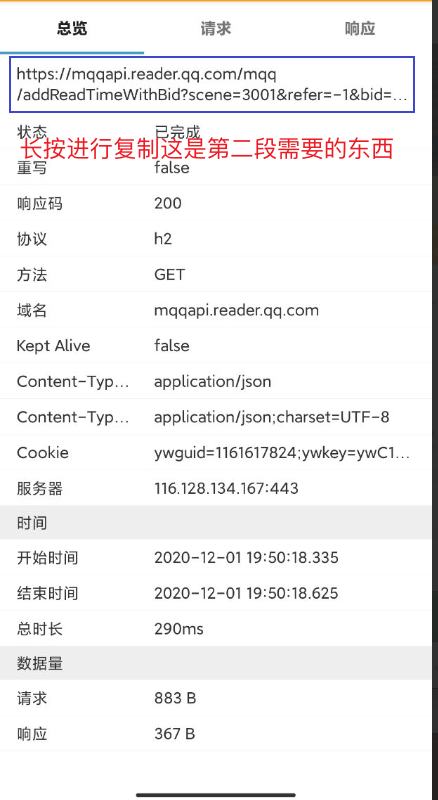 总览 请求 响应
https://mqqapi.reader.qq.com/mqq
/addReadTimeWithBid?scene=3001&refer=-1&bid=...
状态 已完成
长按进行复制这是第二段需要的东西
重写 false
响应码 200
协议 h2
方法 GET
域名 mqqapi.reader.qq.com
Kept Alive false
Content-Typ... application/json
Content-Typ... application/json;charset=UTF-8
Cookie ywguid=1161617824;ywkey=ywC1...
服务器 116.128.134.167:443
时间
开始时间 2020-12-01 19:50:18.335
结束时间 2020-12-01 19:50:18.625
总时长 290ms
数据量
请求 883 B
响应 367 B